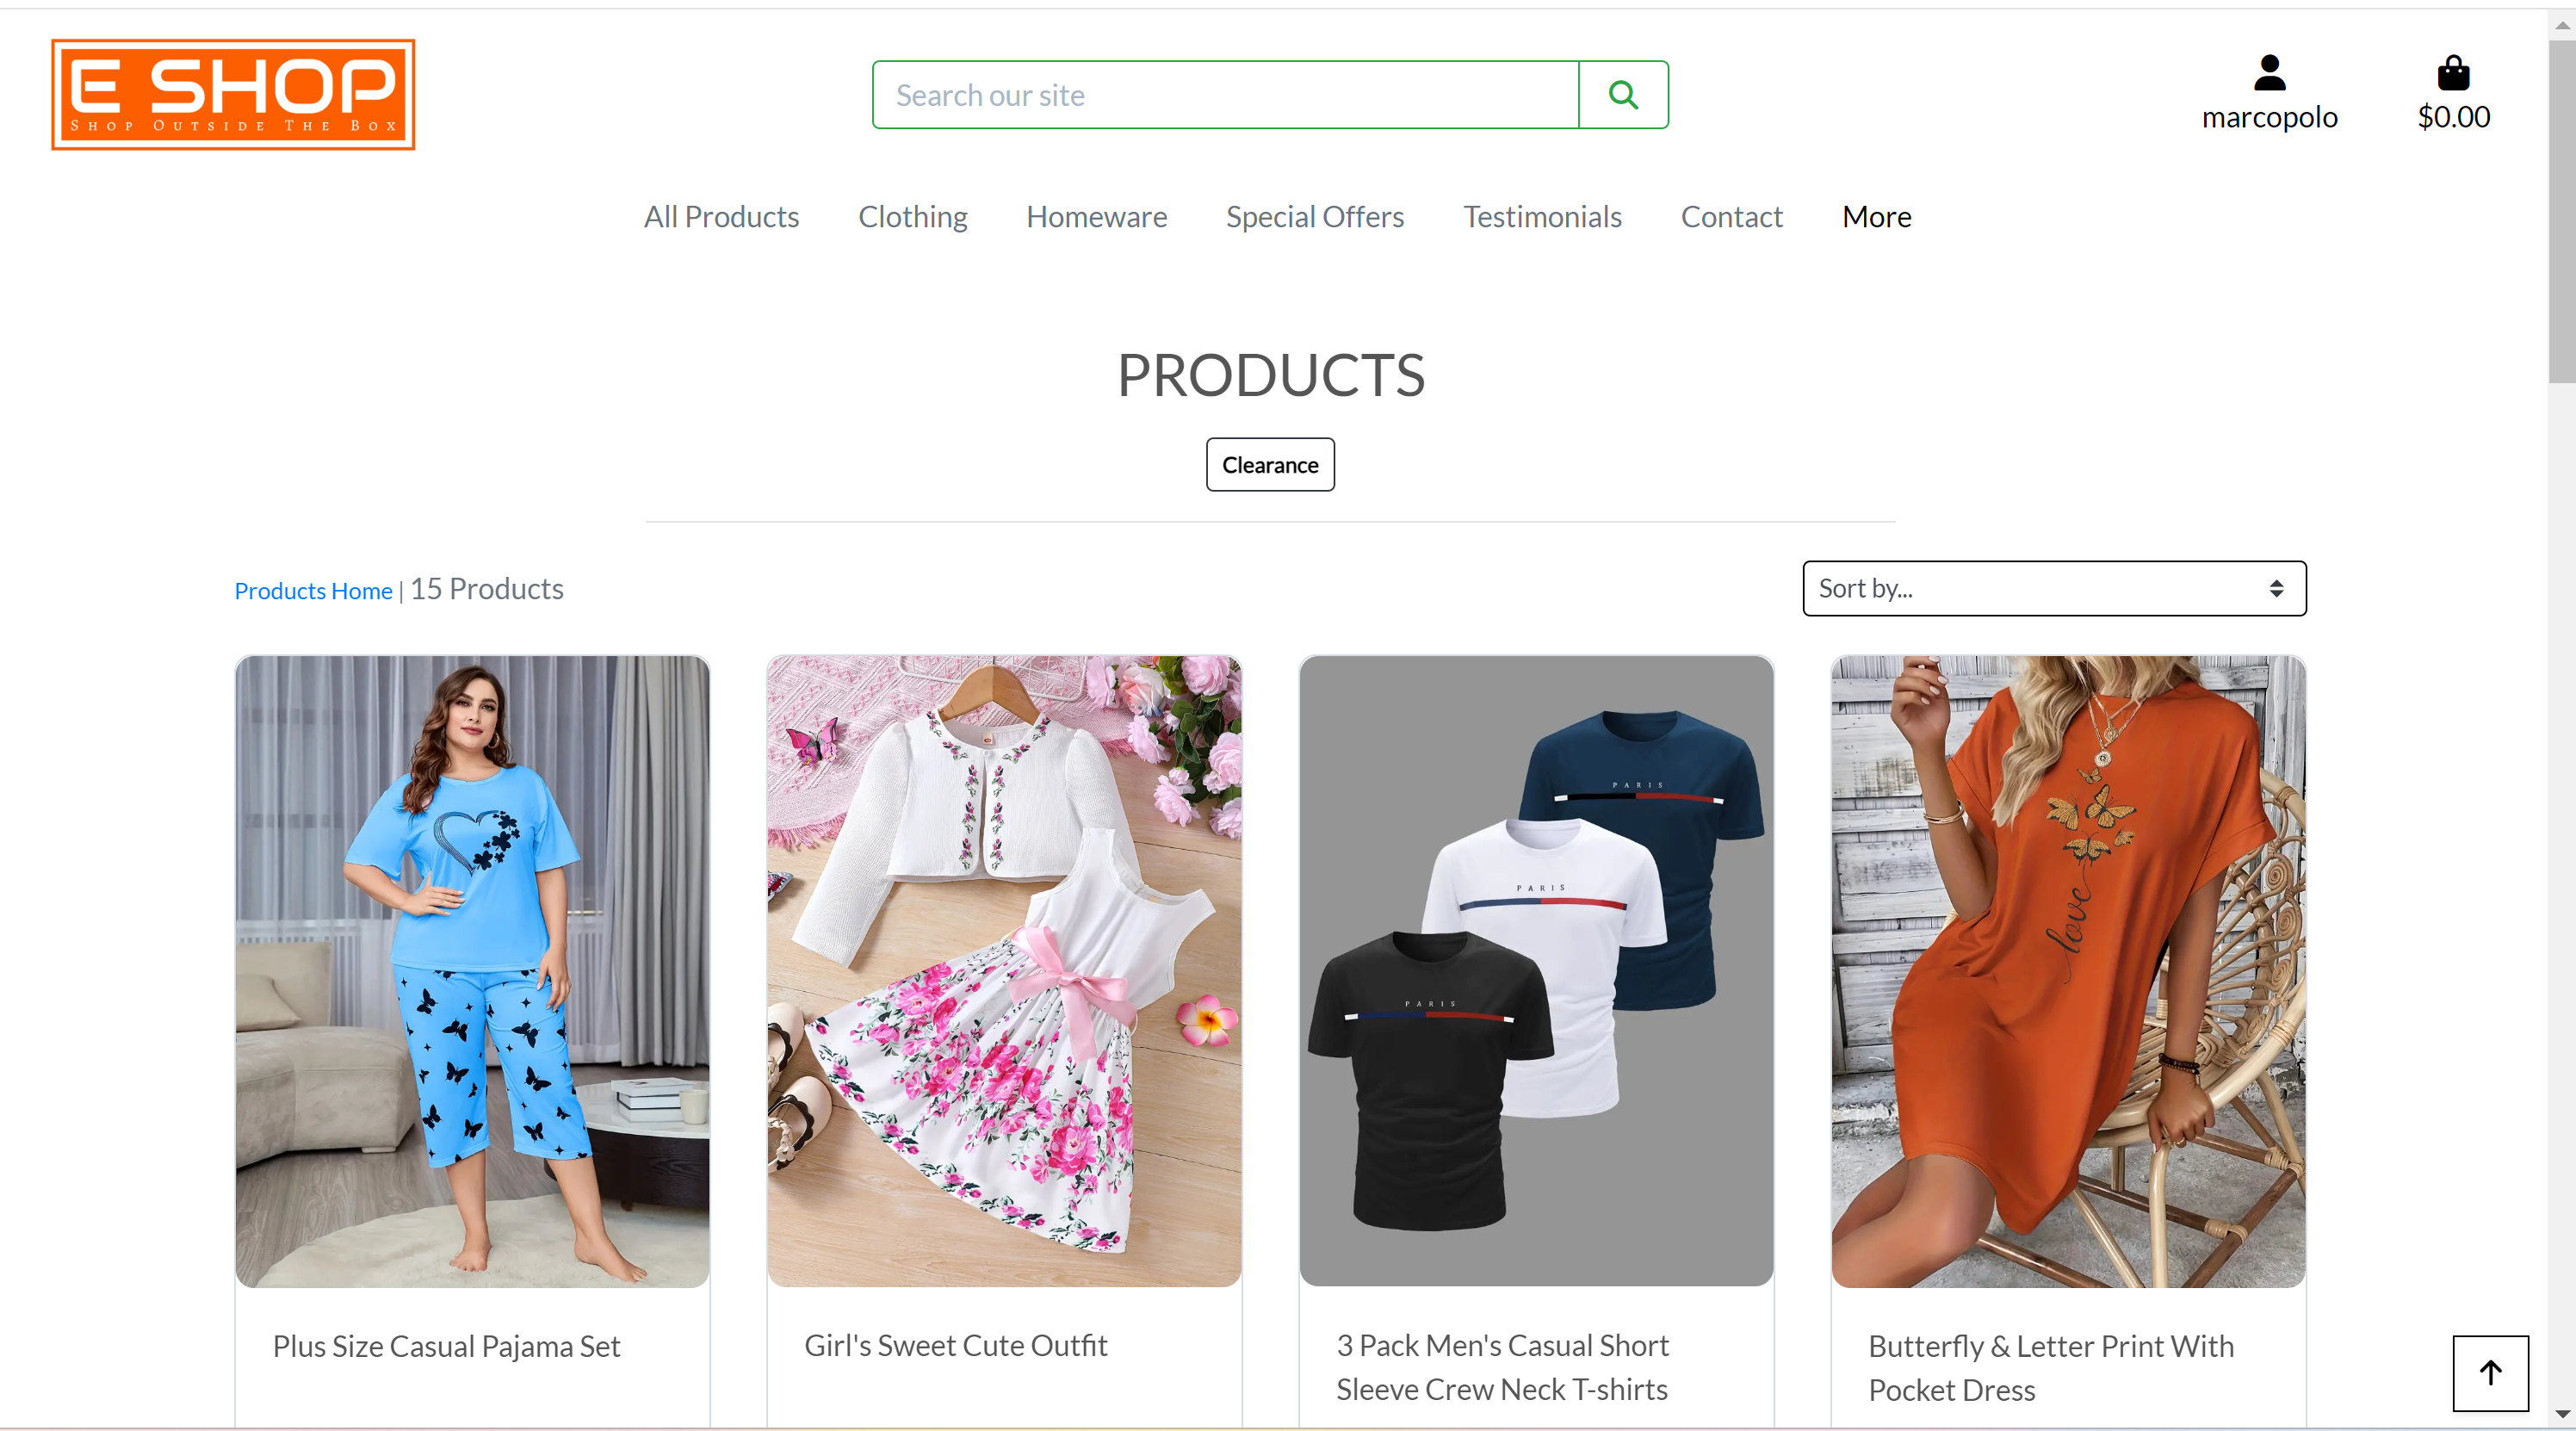 E SHOP
Shop Outside The Box
Search our site
marcopolo
$0.00
All Products
Clothing
Homeware
Special Offers
Testimonials
Contact
More
PRODUCTS
Clearance
Products Home | 15 Products
Sort by...
PARIS
PARIS
PARIS
love
Plus Size Casual Pajama Set
Girl's Sweet Cute Outfit
3 Pack Men's Casual Short
Sleeve Crew Neck T-shirts
Butterfly & Letter Print With
Pocket Dress